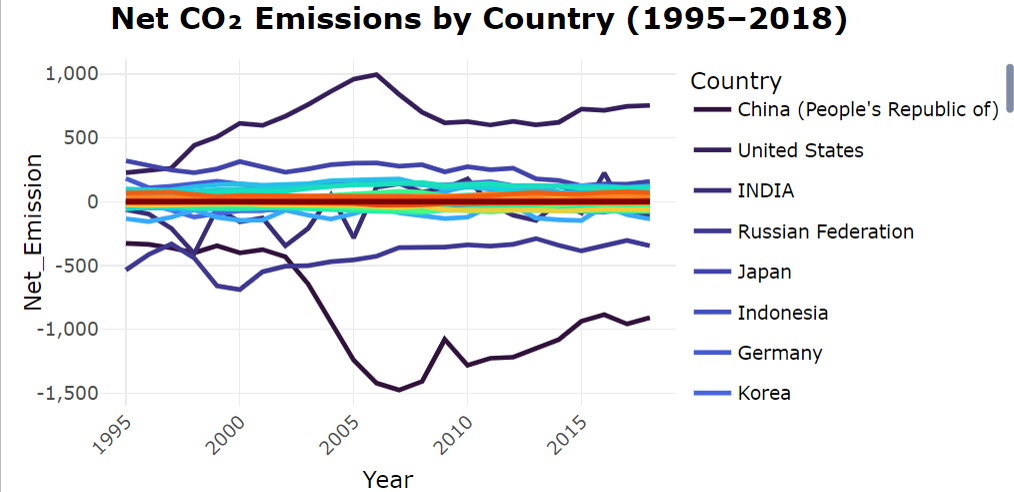 Net CO₂ Emissions by Country (1995–2018)
1,000
500
0
-500
-1,000
-1,500
Net_Emission
1995
2000
2005
2010
2015
Year
Country
China (People's Republic of)
United States
INDIA
Russian Federation
Japan
Indonesia
Germany
Korea